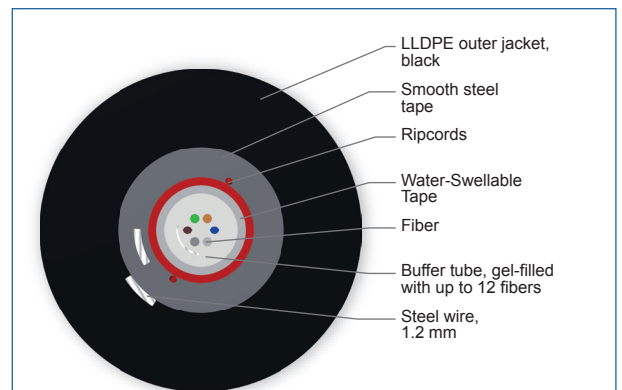 LLDPE outer jacket,
black
Smooth steel
tape
Ripcords
Water-Swellable
Tape
Fiber
Buffer tube, gel-filled
with up to 12 fibers
Steel wire,
1.2 mm